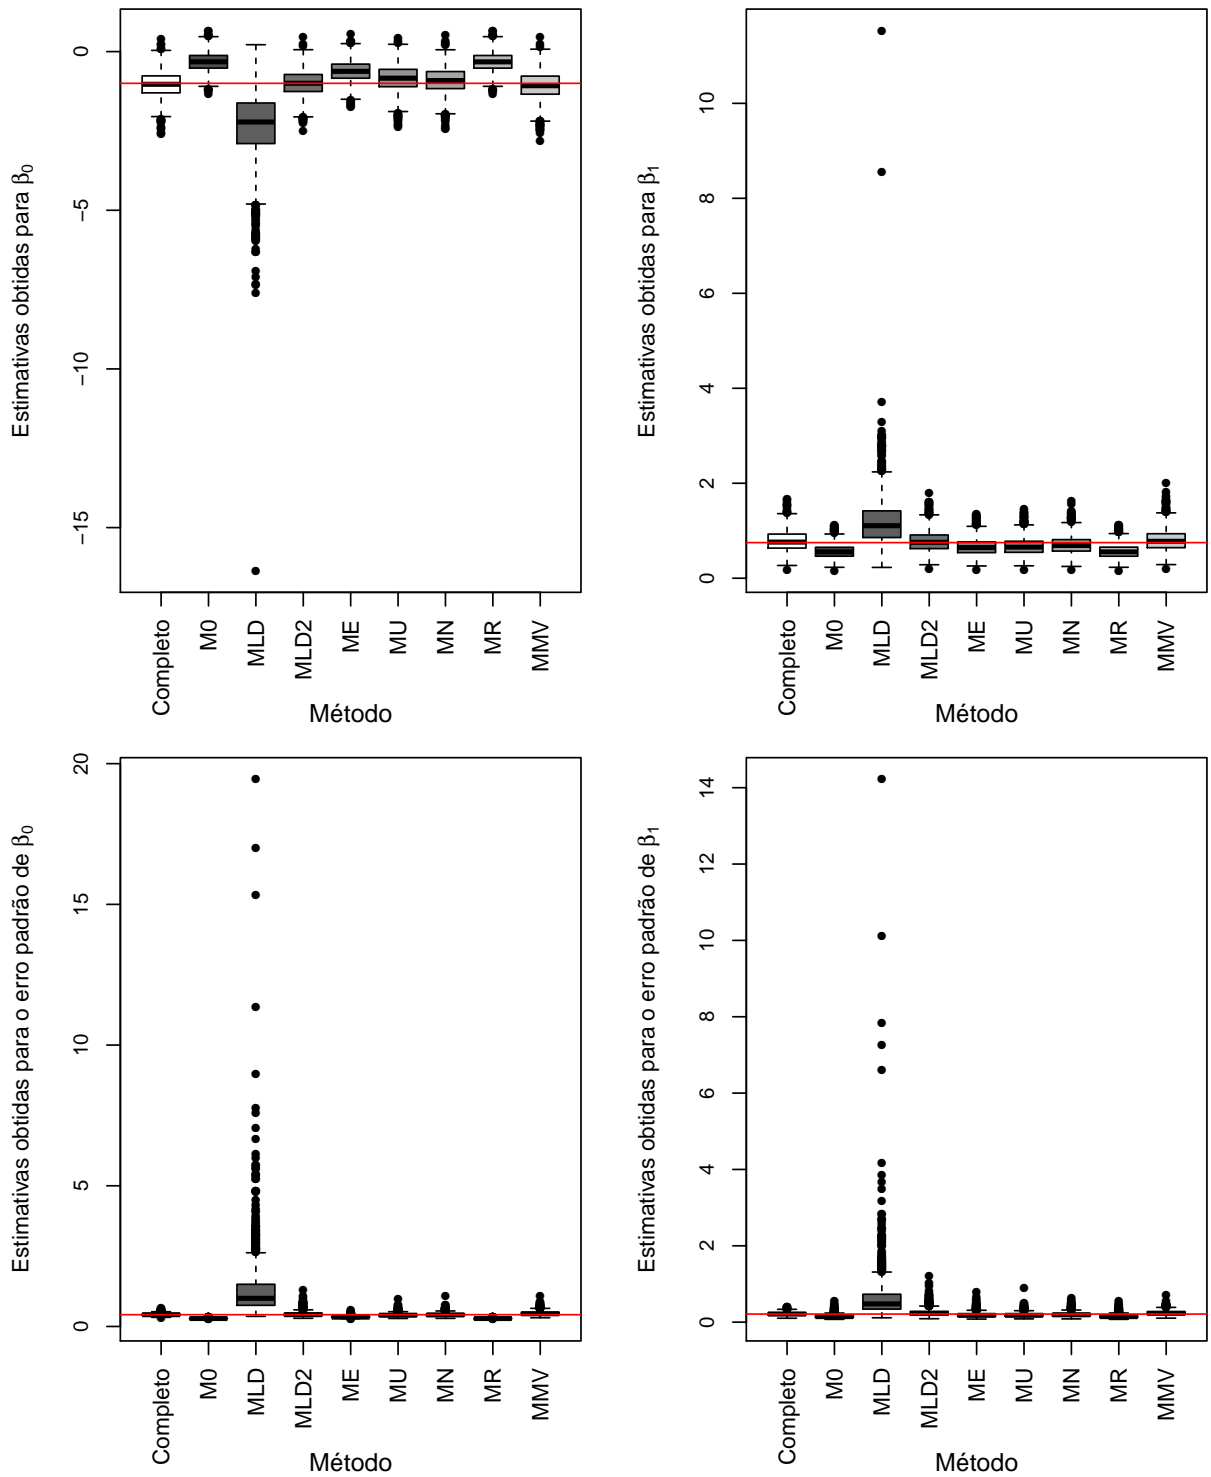 Estimativas obtidas para β₀
0
−5
−10
−15
Completo
M0
MLD
MLD2
ME
MU
MN
MR
MMV
Método
Estimativas obtidas para β₁
10
8
6
4
2
0
Completo
M0
MLD
MLD2
ME
MU
MN
MR
MMV
Método
Estimativas obtidas para o erro padrão de β₀
20
15
10
5
0
Completo
M0
MLD
MLD2
ME
MU
MN
MR
MMV
Método
Estimativas obtidas para o erro padrão de β₁
14
12
10
8
6
4
2
0
Completo
M0
MLD
MLD2
ME
MU
MN
MR
MMV
Método